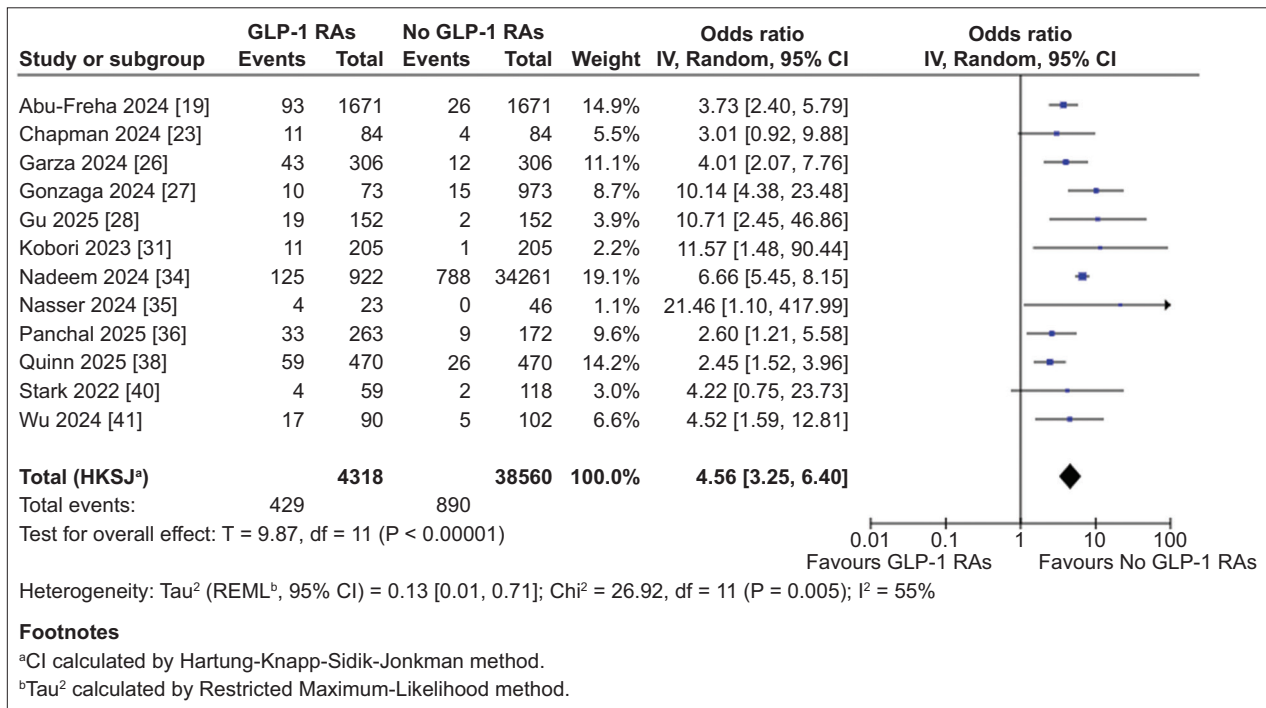 GLP-1 RAs No GLP-1 RAs Odds ratio Odds ratio
Study or subgroup Events Total Events Total Weight IV, Random, 95% CI IV, Random, 95% CI
Abu-Freha 2024 [19] 93 1671 26 1671 14.9% 3.73 [2.40, 5.79]
Chapman 2024 [23] 11 84 4 84 5.5% 3.01 [0.92, 9.88]
Garza 2024 [26] 43 306 12 306 11.1% 4.01 [2.07, 7.76]
Gonzaga 2024 [27] 10 73 15 973 8.7% 10.14 [4.38, 23.48]
Gu 2025 [28] 19 152 2 152 3.9% 10.71 [2.45, 46.86]
Kobori 2023 [31] 11 205 1 205 2.2% 11.57 [1.48, 90.44]
Nadeem 2024 [34] 125 922 788 34261 19.1% 6.66 [5.45, 8.15]
Nasser 2024 [35] 4 23 0 46 1.1% 21.46 [1.10, 417.99]
Panchal 2025 [36] 33 263 9 172 9.6% 2.60 [1.21, 5.58]
Quinn 2025 [38] 59 470 26 470 14.2% 2.45 [1.52, 3.96]
Stark 2022 [40] 4 59 2 118 3.0% 4.22 [0.75, 23.73]
Wu 2024 [41] 17 90 5 102 6.6% 4.52 [1.59, 12.81]
Total (HKSJᵃ) 4318 38560 100.0% 4.56 [3.25, 6.40]
Total events: 429 890
Test for overall effect: T = 9.87, df = 11 (P < 0.00001)
0.01 0.1 1 10 100
Favours GLP-1 RAs Favours No GLP-1 RAs
Heterogeneity: Tau² (REMLᵇ, 95% CI) = 0.13 [0.01, 0.71]; Chi² = 26.92, df = 11 (P = 0.005); I² = 55%
Footnotes
ᵃCI calculated by Hartung-Knapp-Sidik-Jonkman method.
ᵇTau² calculated by Restricted Maximum-Likelihood method.